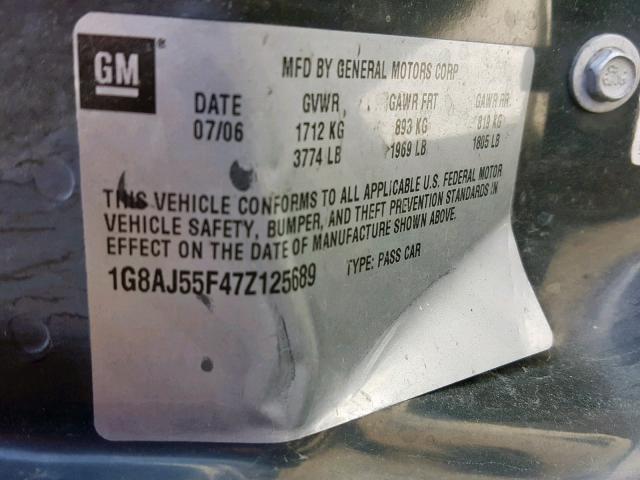 GM
MFD BY GENERAL MOTORS CORP
DATE GVWR GAWR FRT GAWR RR
07/06 1712 KG 893 KG 819 KG
3774 LB 1969 LB 1805 LB
THIS VEHICLE CONFORMS TO ALL APPLICABLE U.S. FEDERAL MOTOR
VEHICLE SAFETY, BUMPER, AND THEFT PREVENTION STANDARDS IN
EFFECT ON THE DATE OF MANUFACTURE SHOWN ABOVE.
1G8AJ55F47Z125689 TYPE: PASS CAR